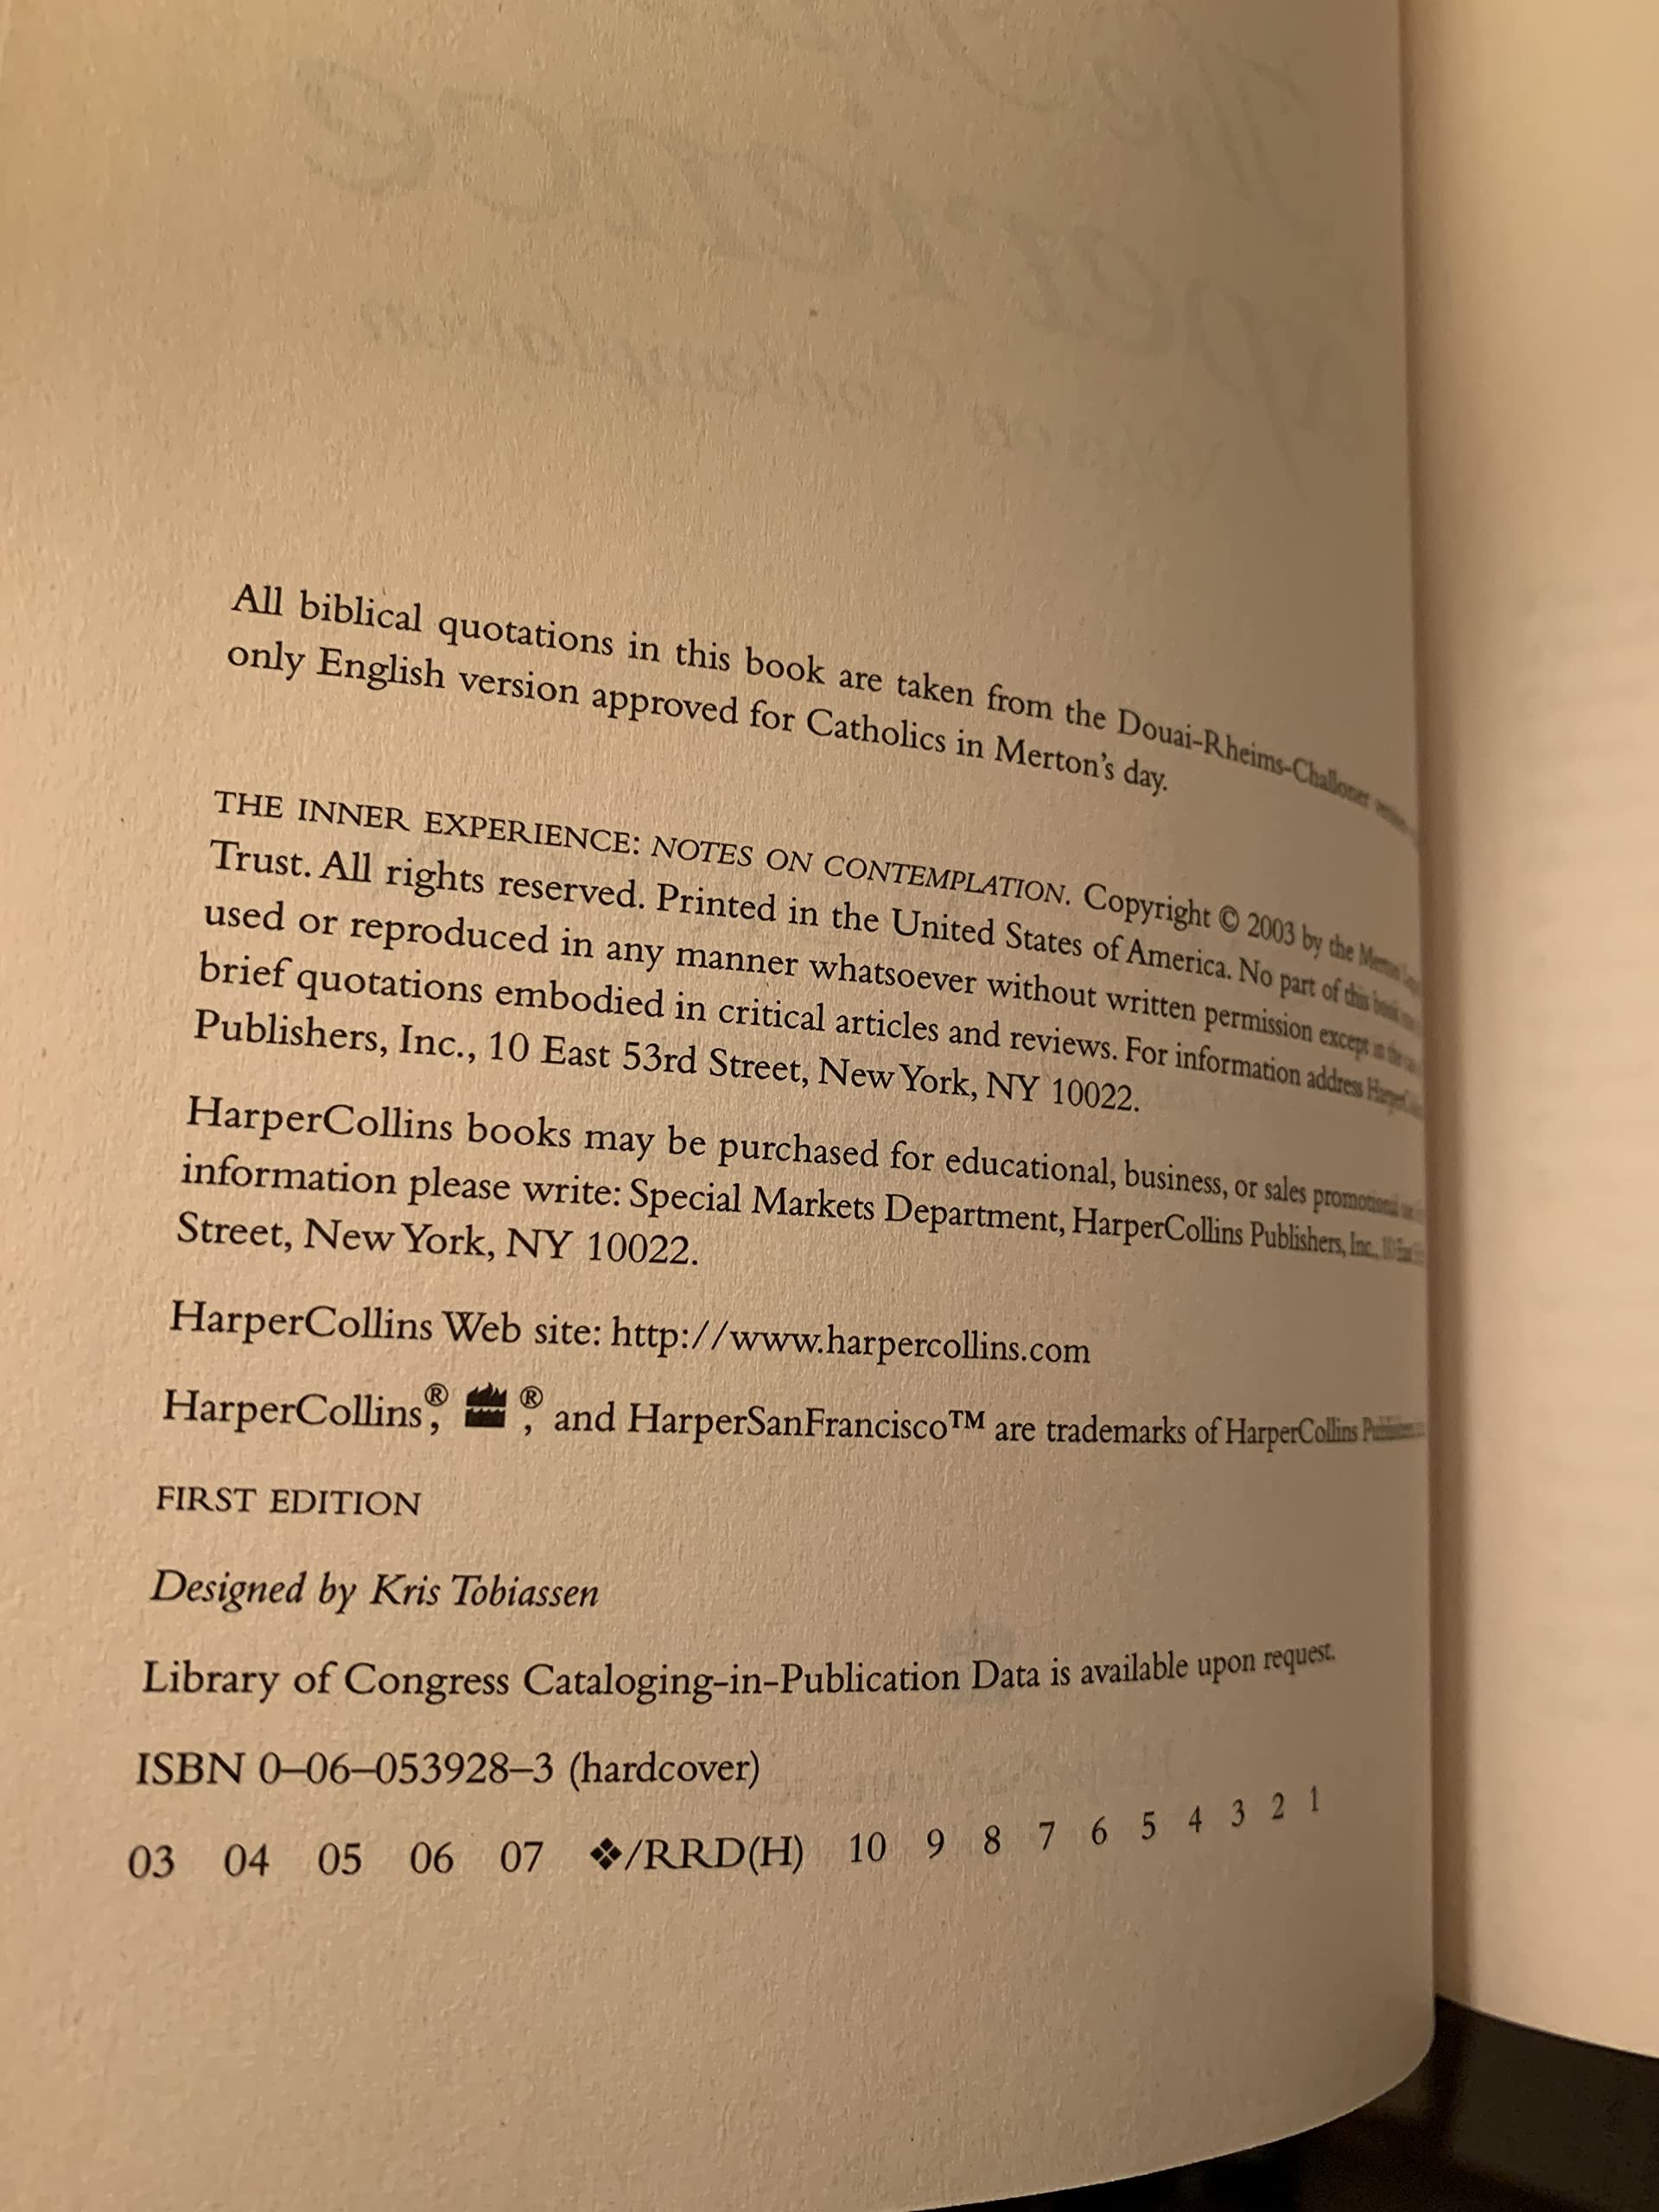 All biblical quotations in this book are taken from the Douai-Rheims-Challoner
only English version approved for Catholics in Merton's day.
THE INNER EXPERIENCE: NOTES ON CONTEMPLATION. Copyright © 2003 by the Merton
Trust. All rights reserved. Printed in the United States of America. No part of this book
used or reproduced in any manner whatsoever without written permission except in the
brief quotations embodied in critical articles and reviews. For information address
Publishers, Inc., 10 East 53rd Street, New York, NY 10022.
HarperCollins books may be purchased for educational, business, or sales promotional
information please write: Special Markets Department, HarperCollins Publishers, Inc.,
Street, New York, NY 10022.
HarperCollins Web site: http://www.harpercollins.com
HarperCollins®, ®, and HarperSanFrancisco™ are trademarks of HarperCollins
FIRST EDITION
Designed by Kris Tobiassen
Library of Congress Cataloging-in-Publication Data is available upon request.
ISBN 0–06–053928–3 (hardcover)
03 04 05 06 07 ❖/RRD(H) 10 9 8 7 6 5 4 3 2 1